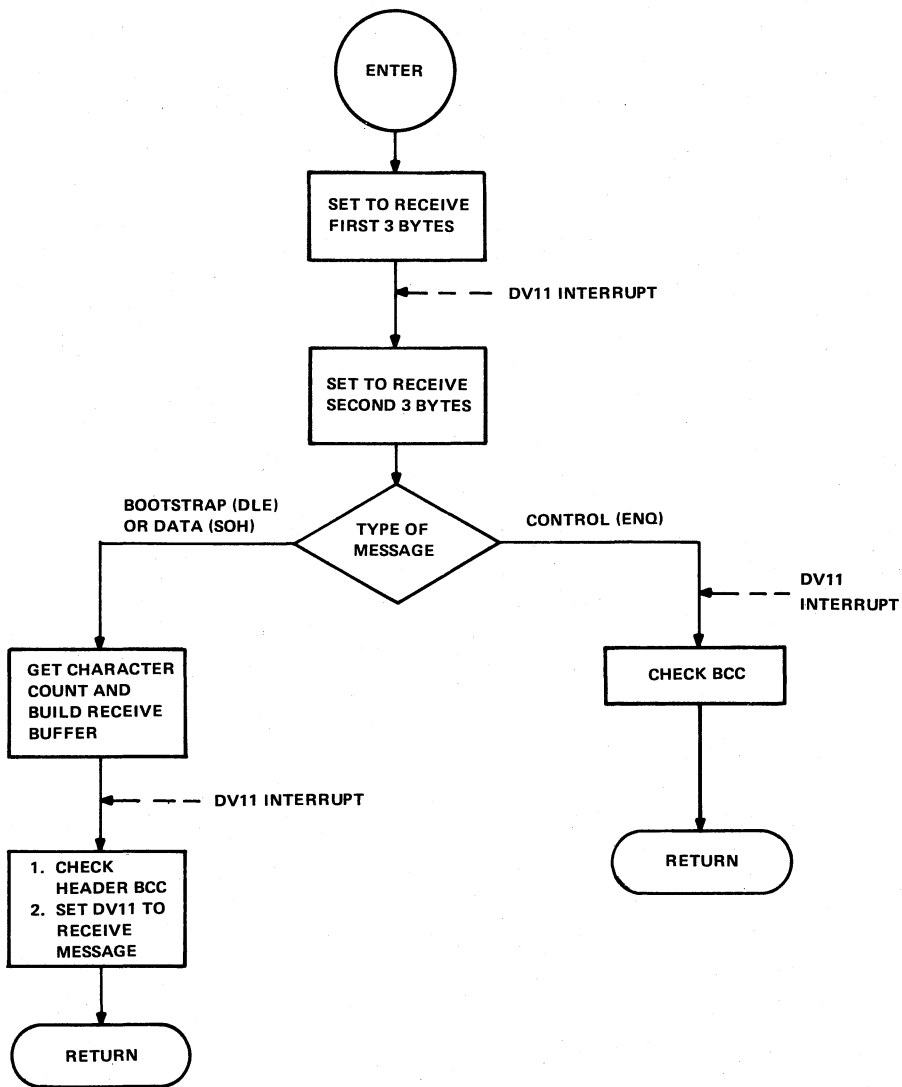 ENTER
SET TO RECEIVE
FIRST 3 BYTES
DV11 INTERRUPT
SET TO RECEIVE
SECOND 3 BYTES
BOOTSTRAP (DLE)
OR DATA (SOH)
TYPE OF
MESSAGE
CONTROL (ENQ)
DV11
INTERRUPT
GET CHARACTER
COUNT AND
BUILD RECEIVE
BUFFER
CHECK BCC
DV11 INTERRUPT
1. CHECK
HEADER BCC
2. SET DV11 TO
RECEIVE
MESSAGE
RETURN
RETURN